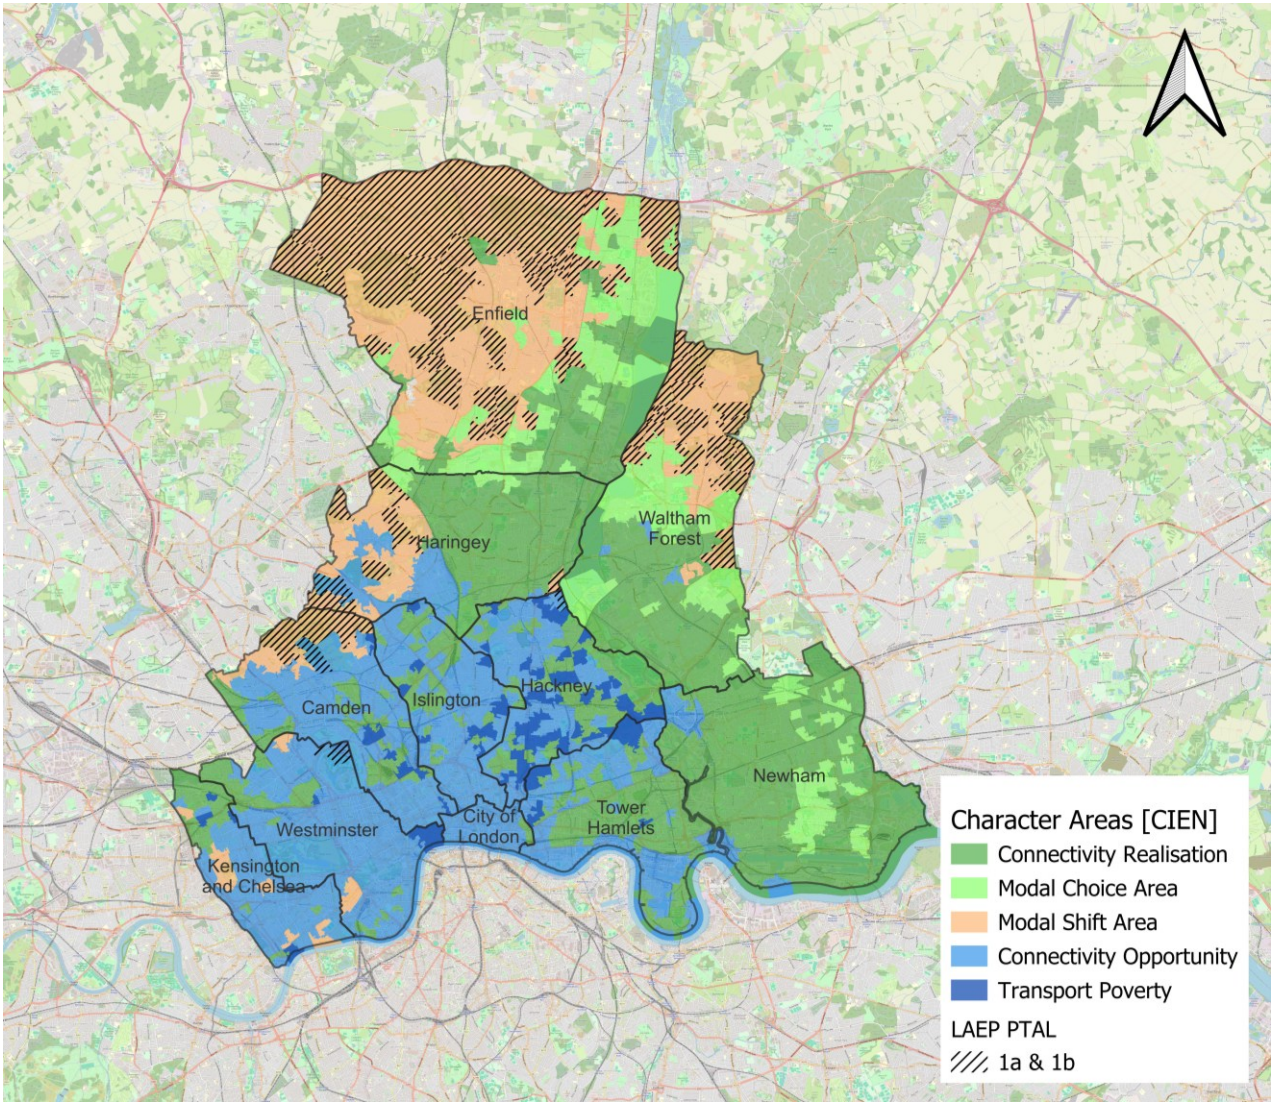 Enfield
Waltham
Forest
Haringey
Hackney
Islington
Camden
Newham
Tower
Hamlets
City of
London
Westminster
Kensington
and Chelsea
Character Areas [CIEN]
Connectivity Realisation
Modal Choice Area
Modal Shift Area
Connectivity Opportunity
Transport Poverty
LAEP PTAL
1a & 1b